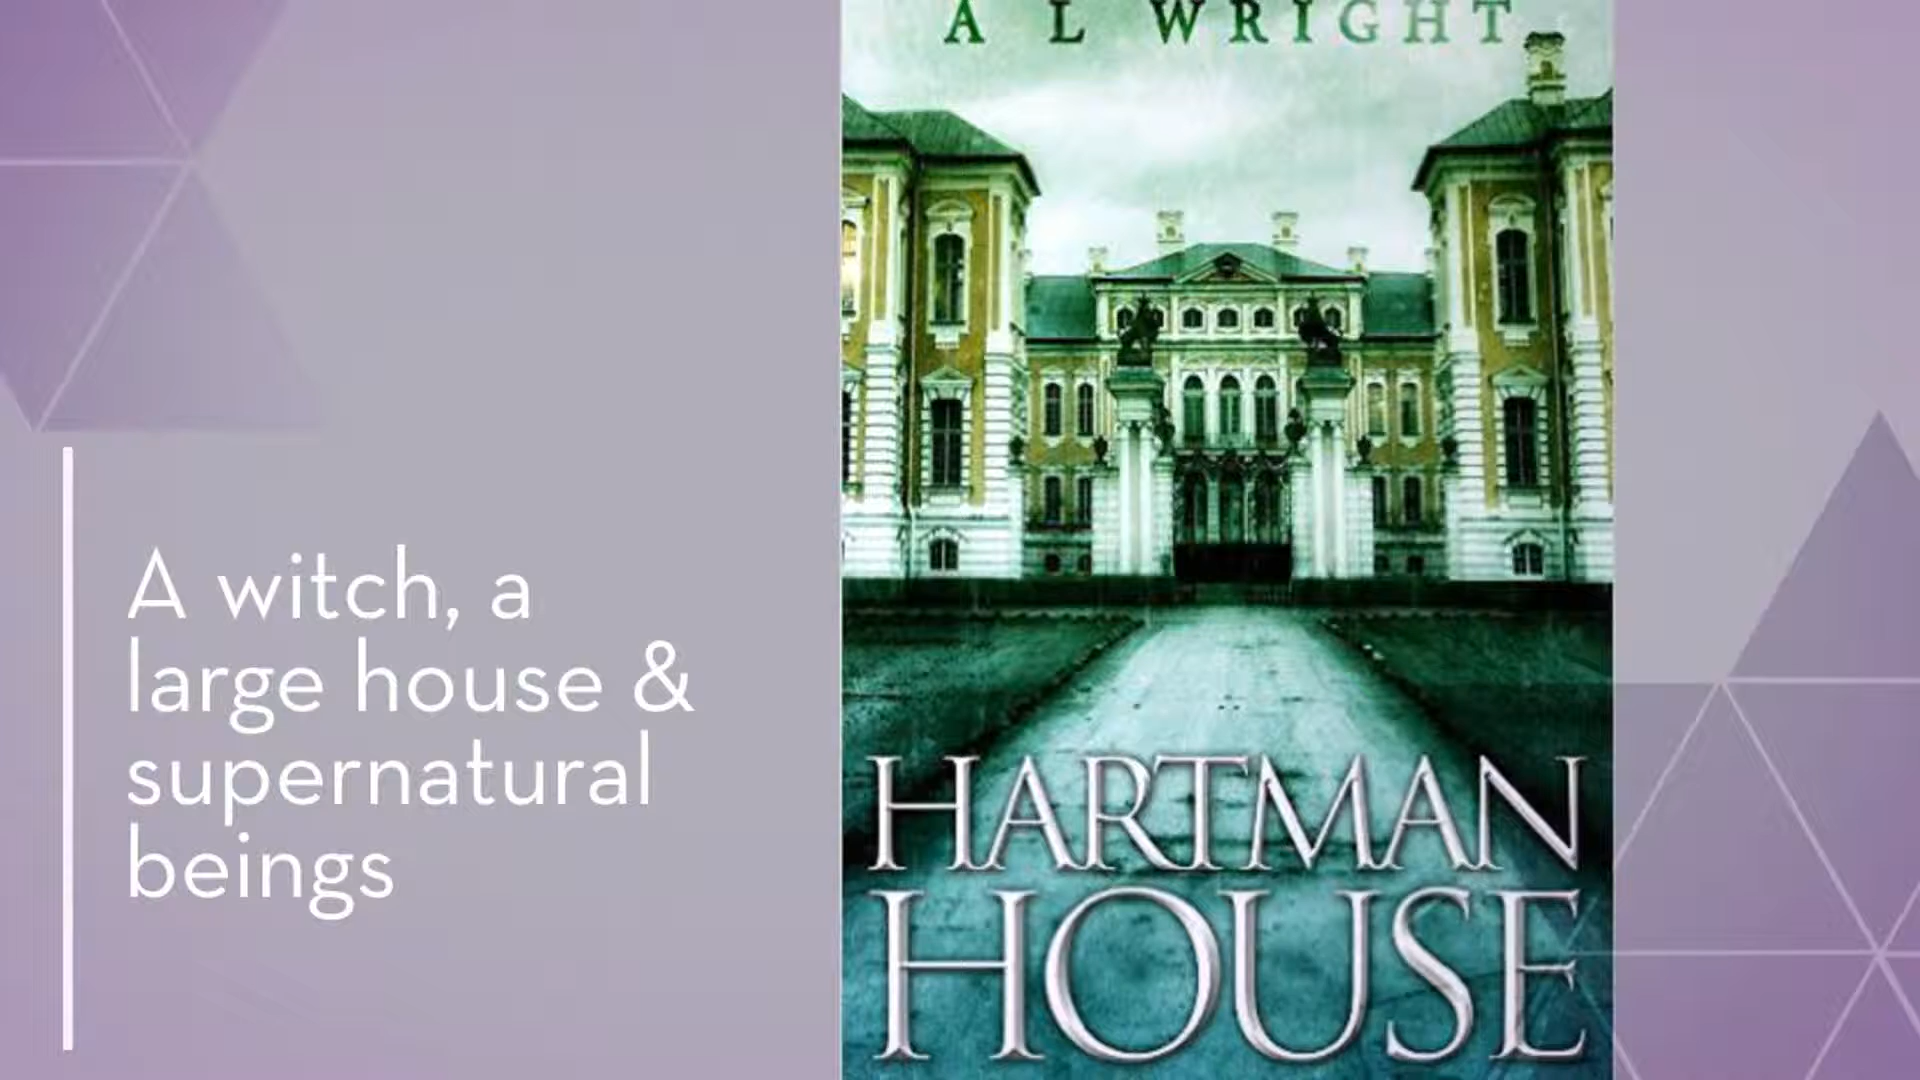 A witch, a
large house &
supernatural
beings
A L WRIGHT
HARTMAN
HOUSE